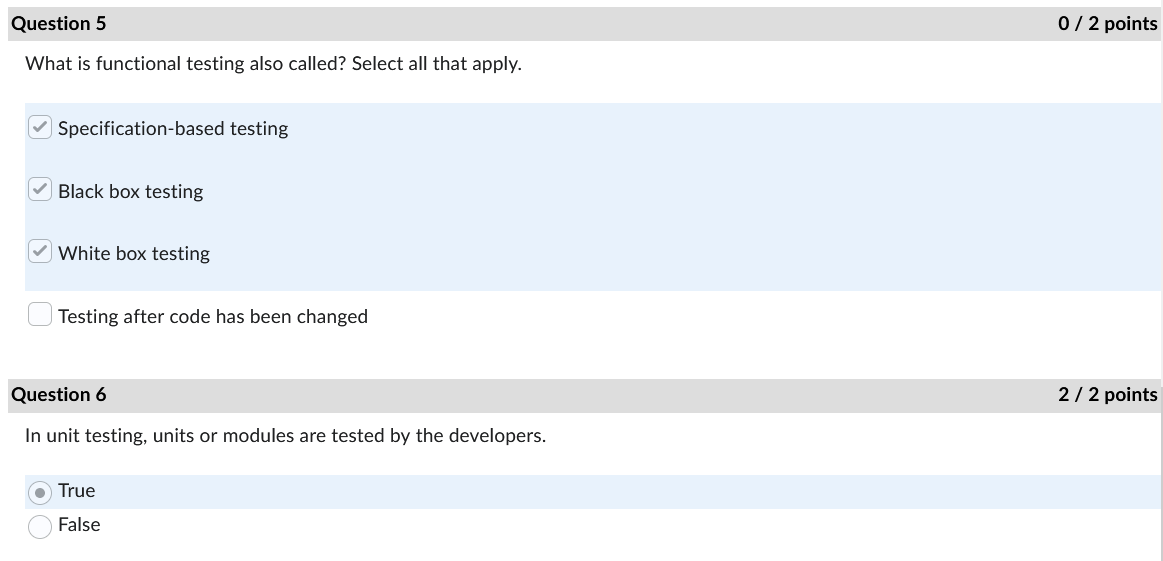 Question 5 0 / 2 points
What is functional testing also called? Select all that apply.
Specification-based testing
Black box testing
White box testing
Testing after code has been changed
Question 6 2 / 2 points
In unit testing, units or modules are tested by the developers.
True
False